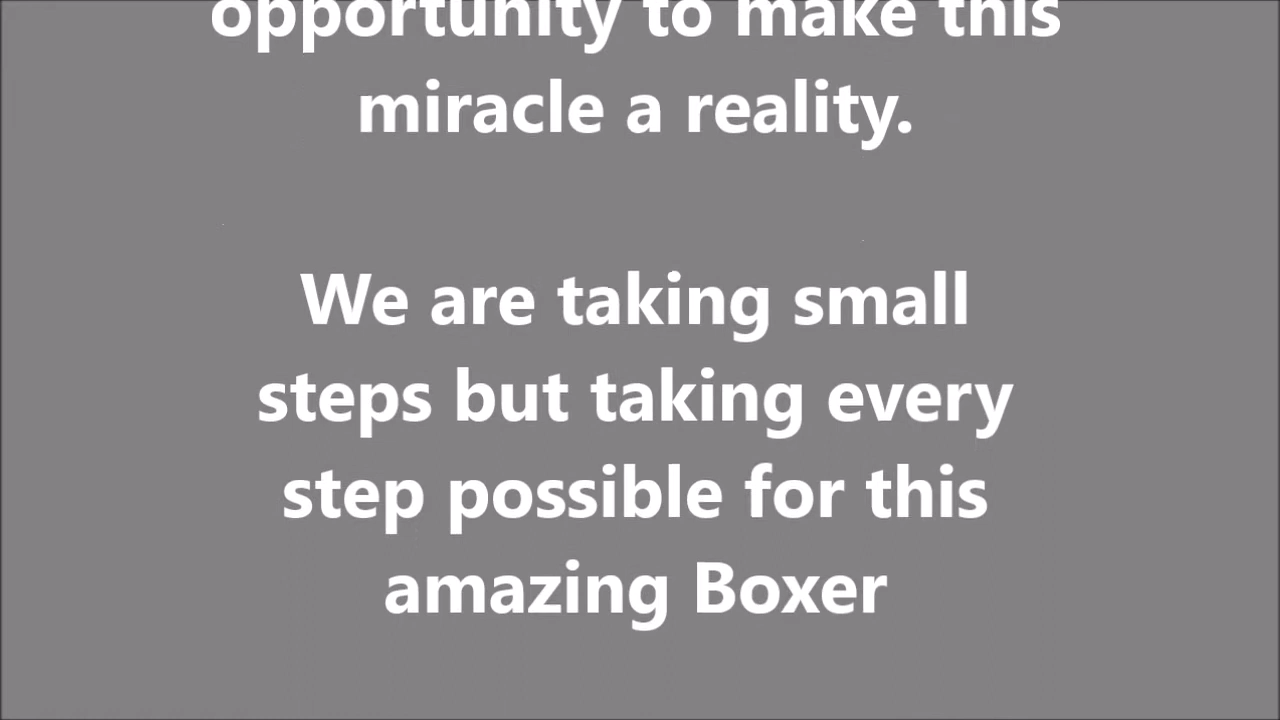 opportunity to make this
miracle a reality.
We are taking small
steps but taking every
step possible for this
amazing Boxer